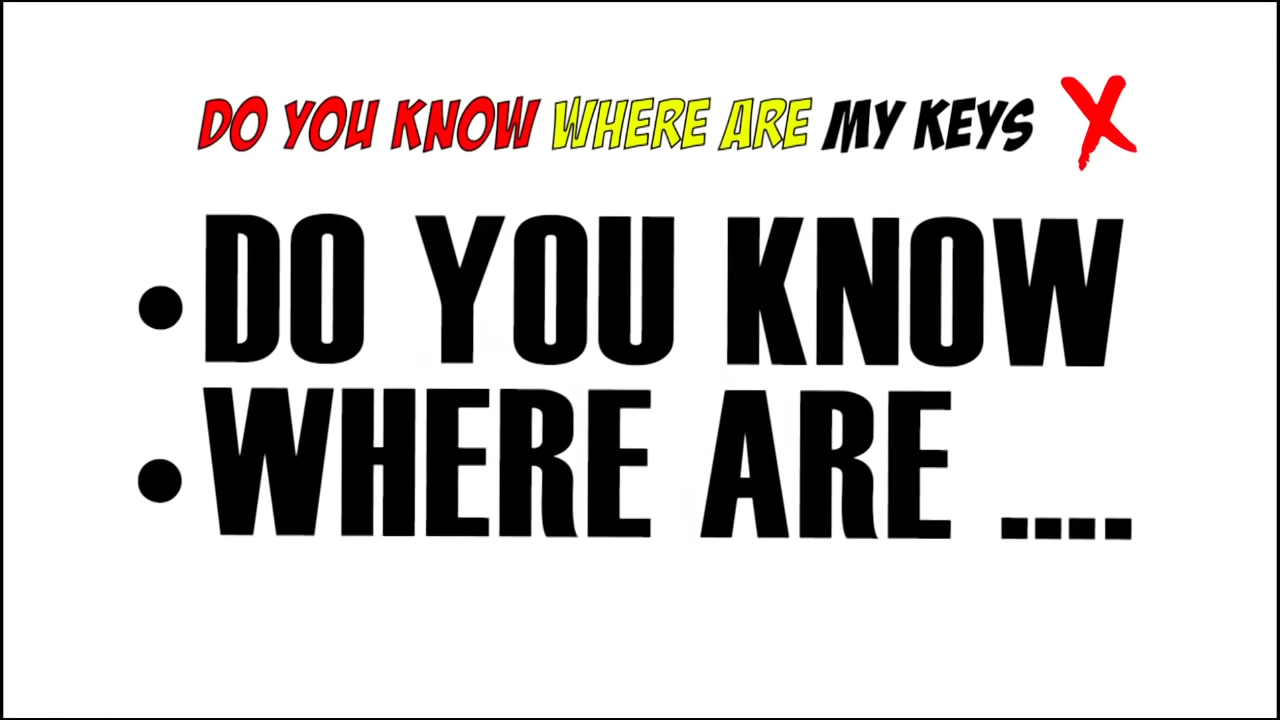 DO YOU KNOW WHERE ARE MY KEYS X
• DO YOU KNOW
• WHERE ARE ....